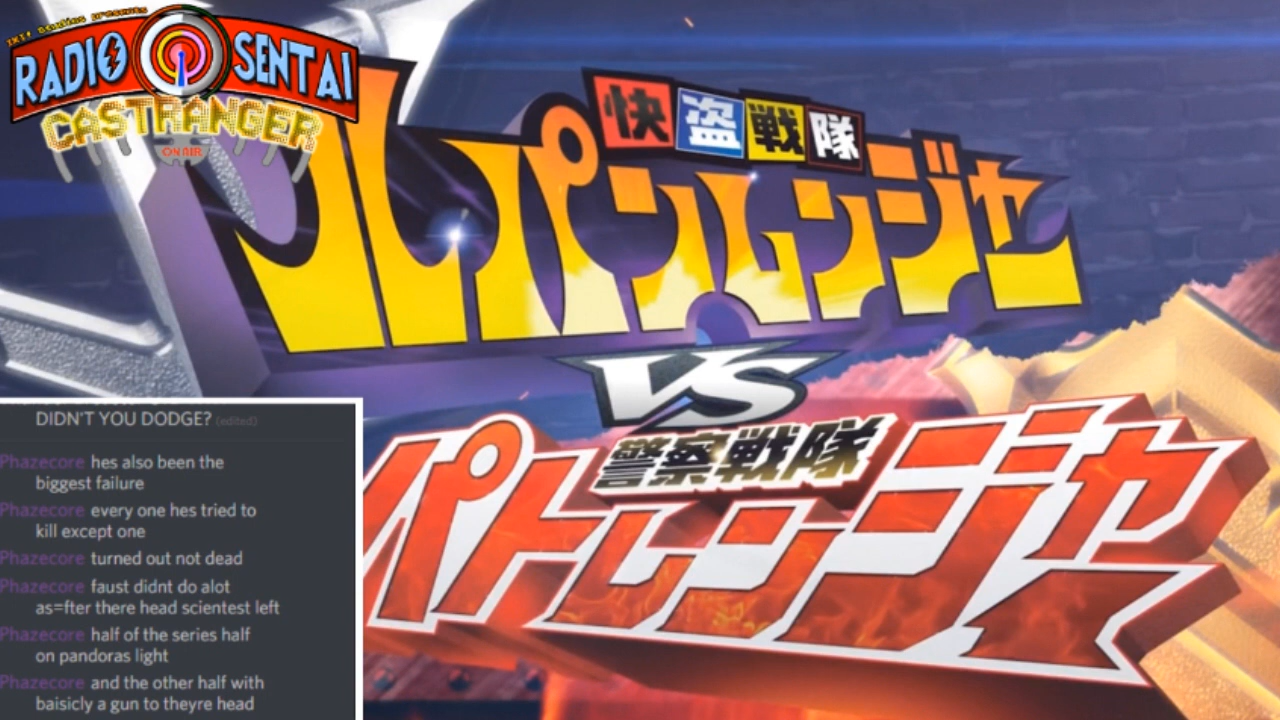 IKIF Studios presents
RADIO SENTAI
CASTRANGER
ON AIR
快盗戦隊
ルパンレンジャー
VS
警察戦隊
パトレンジャー
DIDN'T YOU DODGE? (edited)
Phazecore hes also been the
biggest failure
Phazecore every one hes tried to
kill except one
Phazecore turned out not dead
Phazecore faust didnt do alot
as=fter there head scientest left
Phazecore half of the series half
on pandoras light
Phazecore and the other half with
baisicly a gun to theyre head